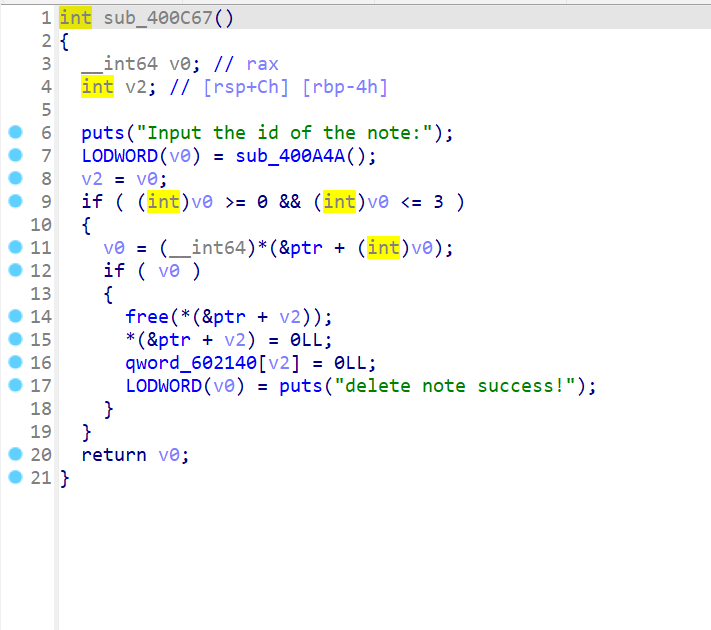 1 int sub_400C67()
2 {
3   __int64 v0; // rax
4   int v2; // [rsp+Ch] [rbp-4h]
5
6   puts("Input the id of the note:");
7   LODWORD(v0) = sub_400A4A();
8   v2 = v0;
9   if ( (int)v0 >= 0 && (int)v0 <= 3 )
10   {
11     v0 = (__int64)*(&ptr + (int)v0);
12     if ( v0 )
13     {
14       free(*(&ptr + v2));
15       *(&ptr + v2) = 0LL;
16       qword_602140[v2] = 0LL;
17       LODWORD(v0) = puts("delete note success!");
18     }
19   }
20   return v0;
21 }